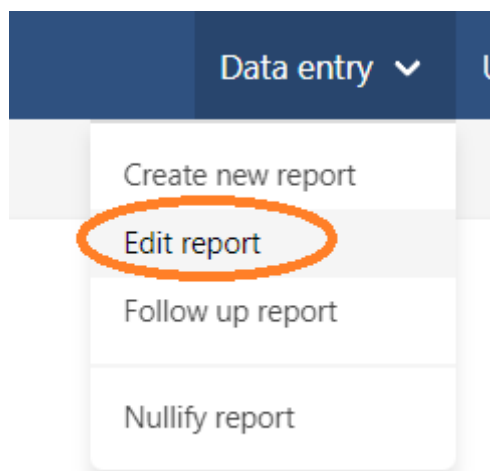 Data entry
Create new report
Edit report
Follow up report
Nullify report